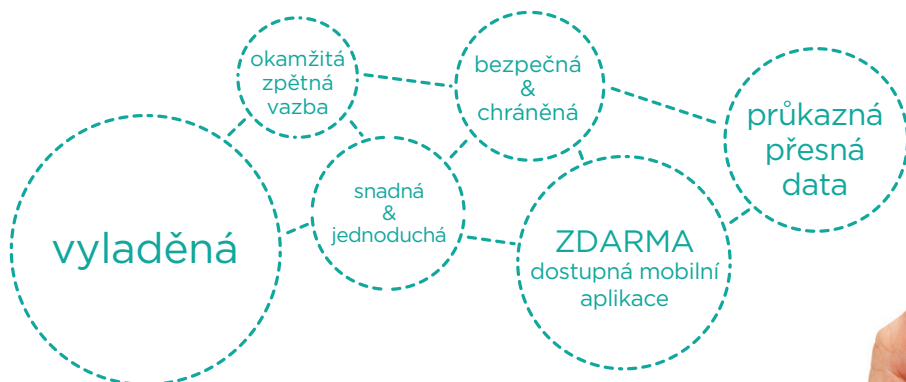 okamžitá
zpětná
vazba
bezpečná
&
chráněná
průkazná
přesná
data
vyladěná
snadná
&
jednoduchá
ZDARMA
dostupná mobilní
aplikace